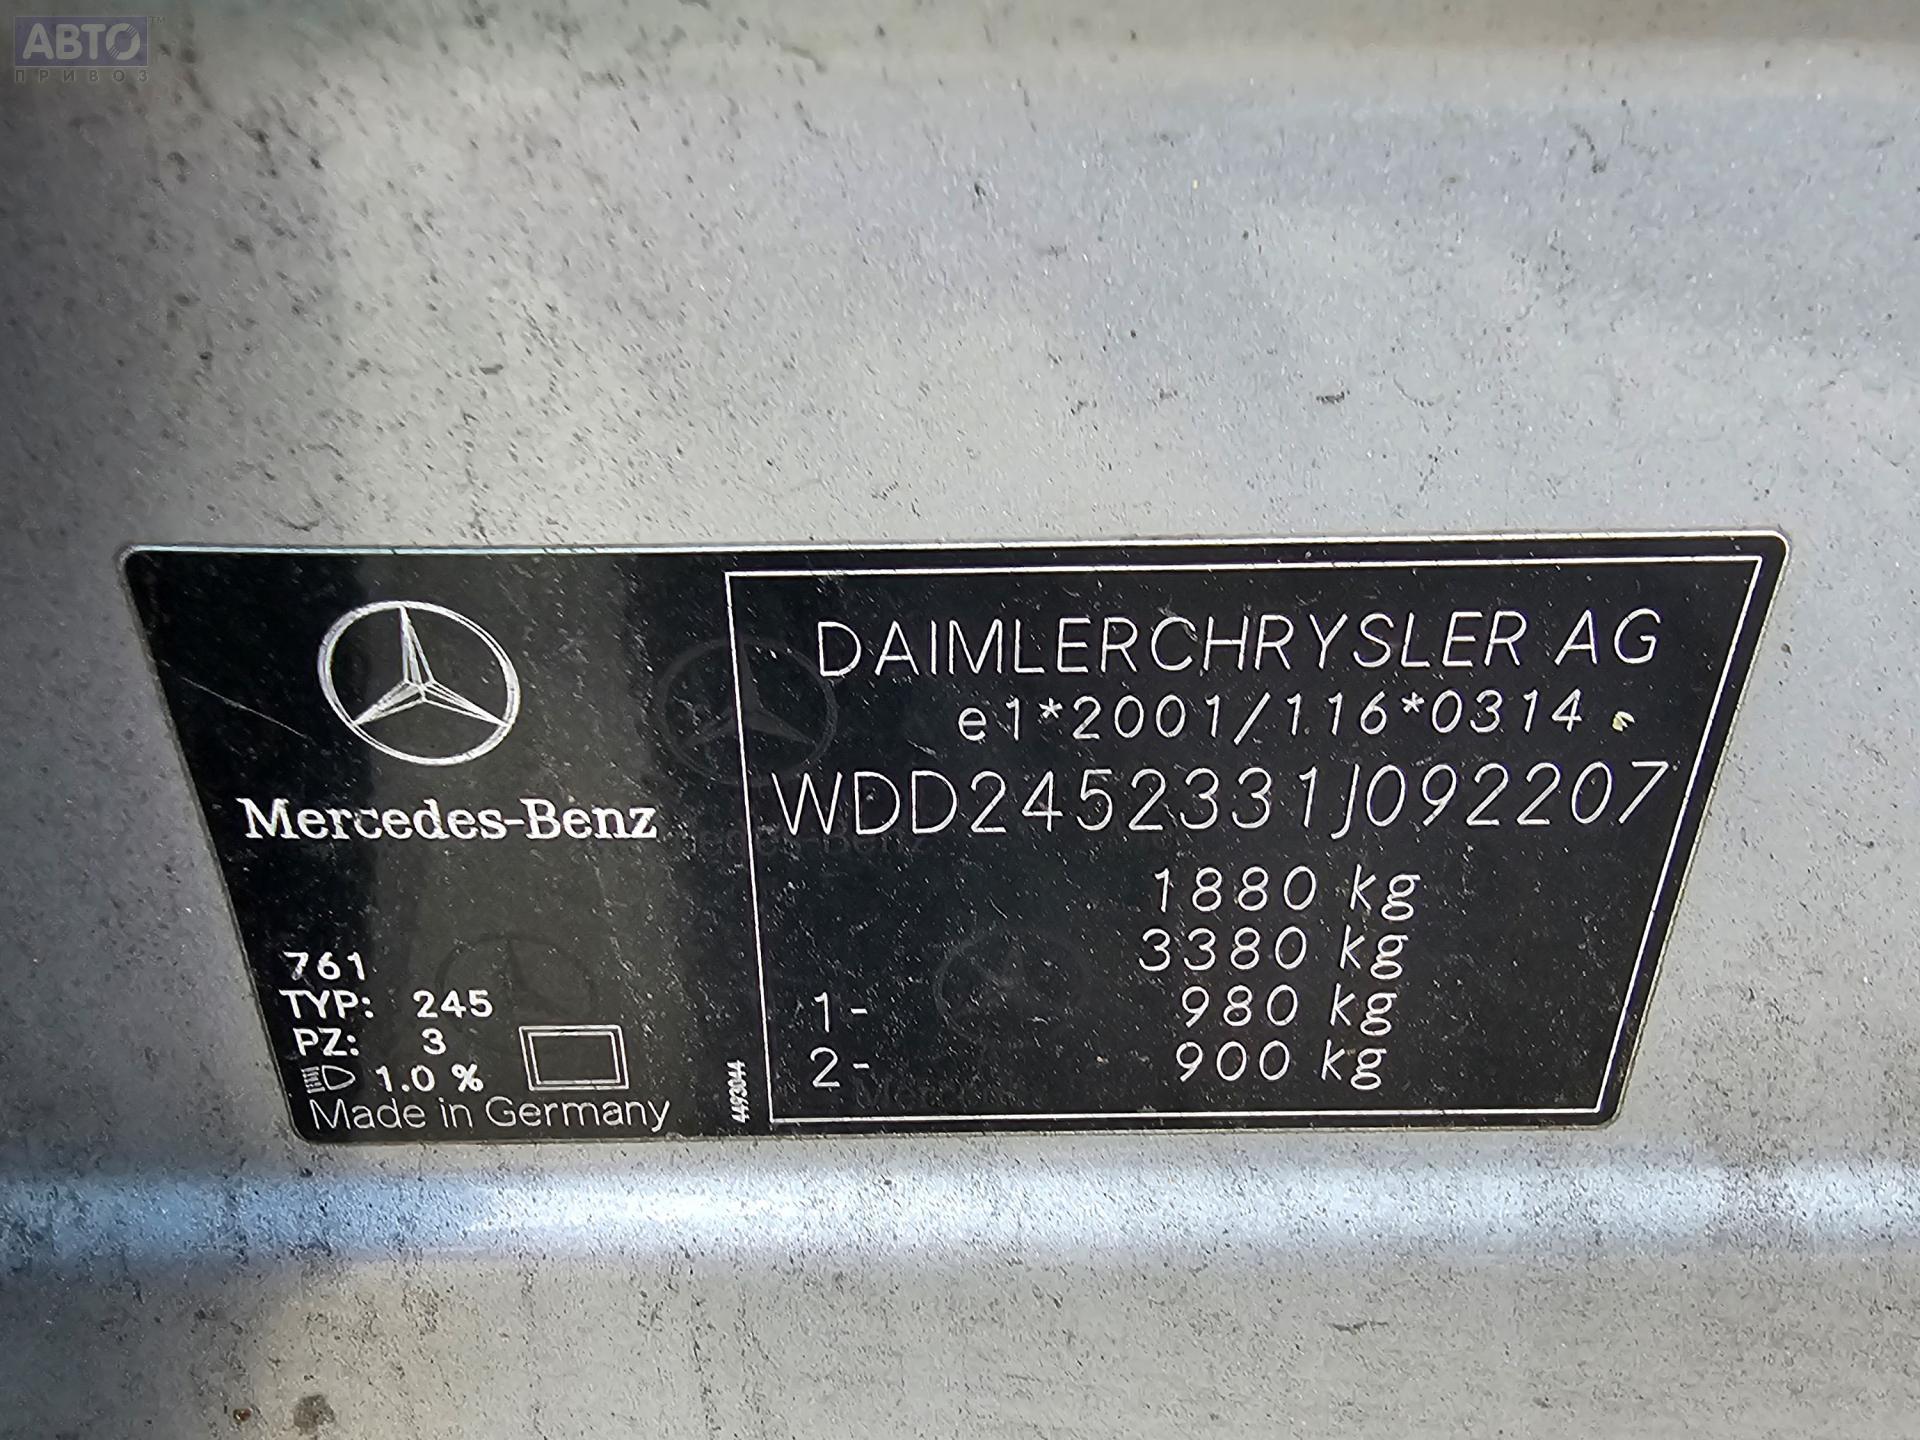 АВТО
ПРИВОЗ
Mercedes-Benz
DAIMLERCHRYSLER AG
e1*2001/116*0314
WDD2452331J092207
1880 kg
3380 kg
1- 980 kg
2- 900 kg
761
TYP: 245
PZ: 3
1.0 %
Made in Germany
4493044